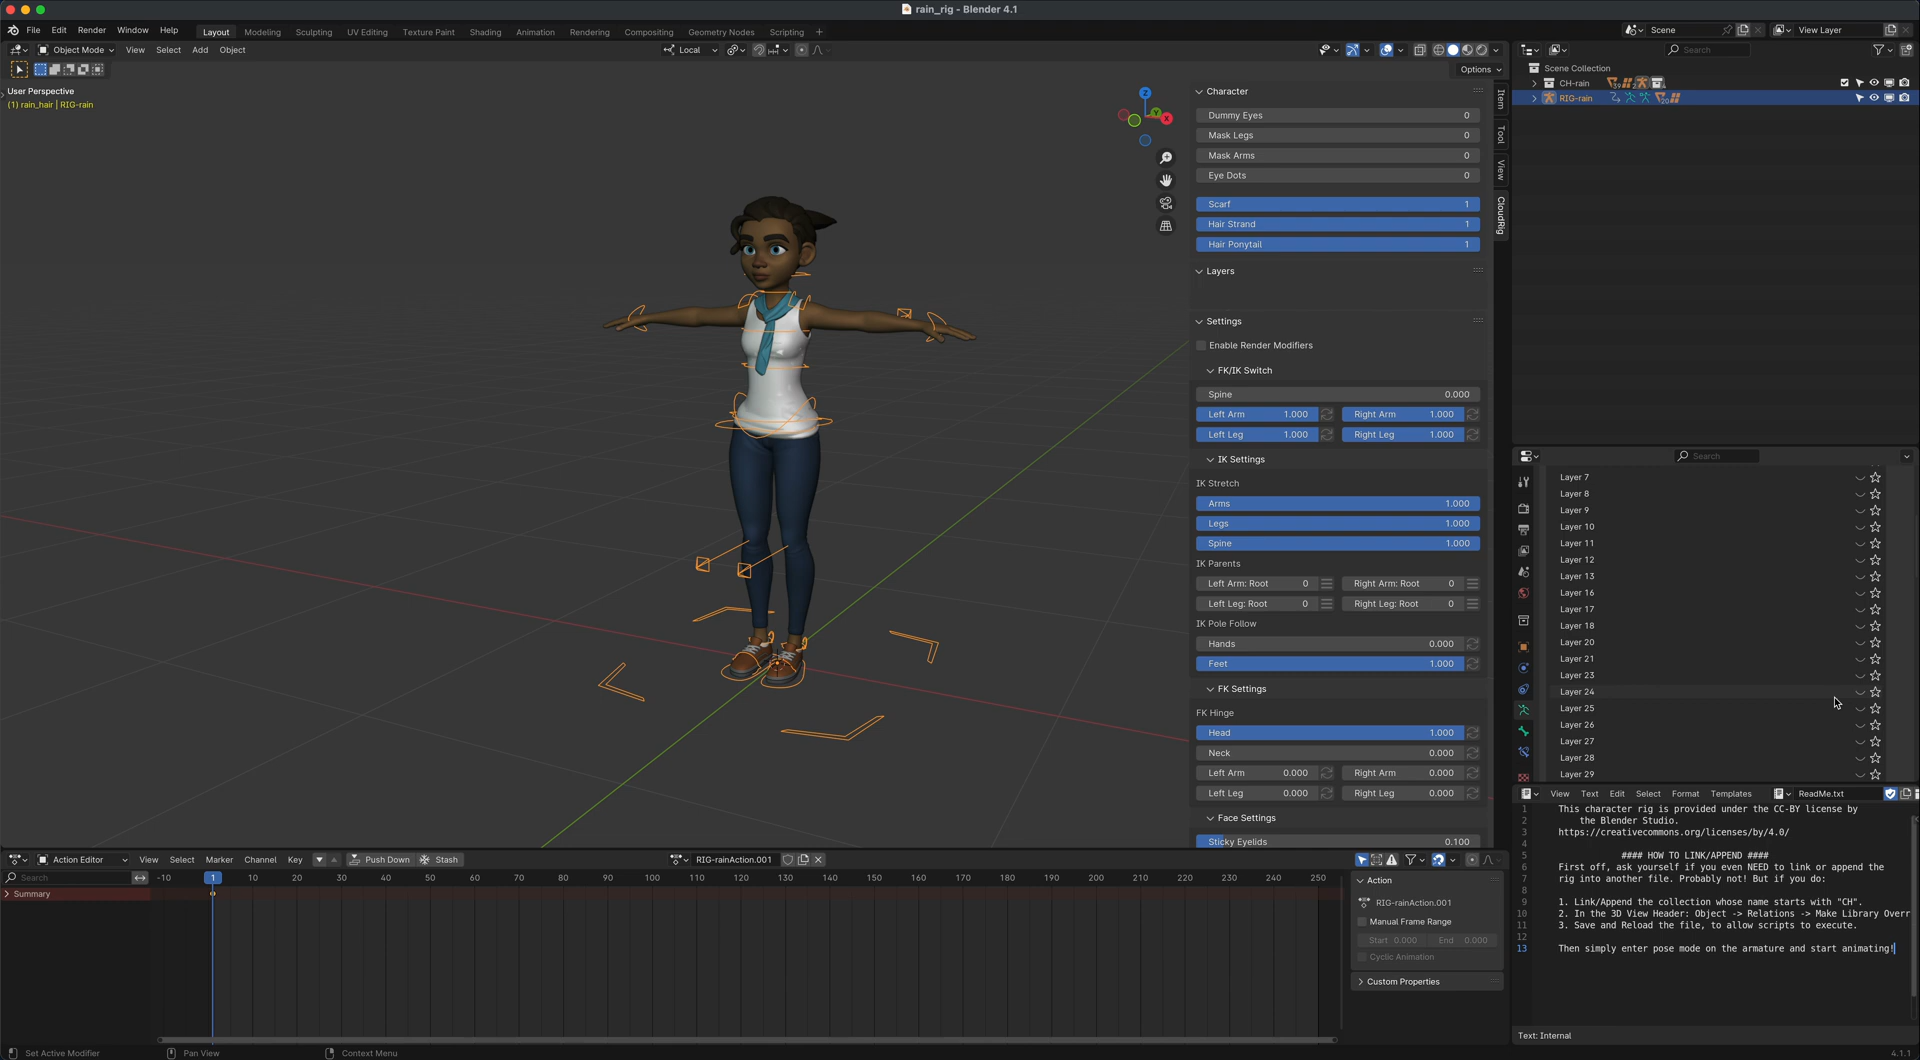 rain_rig - Blender 4.1
File Edit Render Window Help Layout Modeling Sculpting UV Editing Texture Paint Shading Animation Rendering Compositing Geometry Nodes Scripting + Scene View Layer
Object Mode View Select Add Object Local Search
Options
User Perspective
(1) rain_hair | RIG-rain
Z
Y
X
Character
Dummy Eyes 0
Mask Legs 0
Mask Arms 0
Eye Dots 0
Scarf 1
Hair Strand 1
Hair Ponytail 1
Layers
Settings
Enable Render Modifiers
FK/IK Switch
Spine 0.000
Left Arm 1.000 Right Arm 1.000
Left Leg 1.000 Right Leg 1.000
IK Settings
IK Stretch
Arms 1.000
Legs 1.000
Spine 1.000
IK Parents
Left Arm: Root 0 Right Arm: Root 0
Left Leg: Root 0 Right Leg: Root 0
IK Pole Follow
Hands 0.000
Feet 1.000
FK Settings
FK Hinge
Head 1.000
Neck 0.000
Left Arm 0.000 Right Arm 0.000
Left Leg 0.000 Right Leg 0.000
Face Settings
Sticky Eyelids 0.100
Item
Tool
View
CloudRig
Scene Collection
CH-rain
RIG-rain
Search
Layer 7
Layer 8
Layer 9
Layer 10
Layer 11
Layer 12
Layer 13
Layer 16
Layer 17
Layer 18
Layer 20
Layer 21
Layer 23
Layer 24
Layer 25
Layer 26
Layer 27
Layer 28
Layer 29
View Text Edit Select Format Templates ReadMe.txt
1 This character rig is provided under the CC-BY license by
2 the Blender Studio.
3 https://creativecommons.org/licenses/by/4.0/
4
5 #### HOW TO LINK/APPEND ####
6 First off, ask yourself if you even NEED to link or append the
7 rig into another file. Probably not! But if you do:
8
9 1. Link/Append the collection whose name starts with "CH".
10 2. In the 3D View Header: Object -> Relations -> Make Library Overr
11 3. Save and Reload the file, to allow scripts to execute.
12
13 Then simply enter pose mode on the armature and start animating!
Text: Internal
Action Editor View Select Marker Channel Key Push Down Stash RIG-rainAction.001
Search -10 1 10 20 30 40 50 60 70 80 90 100 110 120 130 140 150 160 170 180 190 200 210 220 230 240 250
Summary
Action
RIG-rainAction.001
Manual Frame Range
Start 0.000 End 0.000
Cyclic Animation
Custom Properties
Set Active Modifier Pan View Context Menu 4.1.1